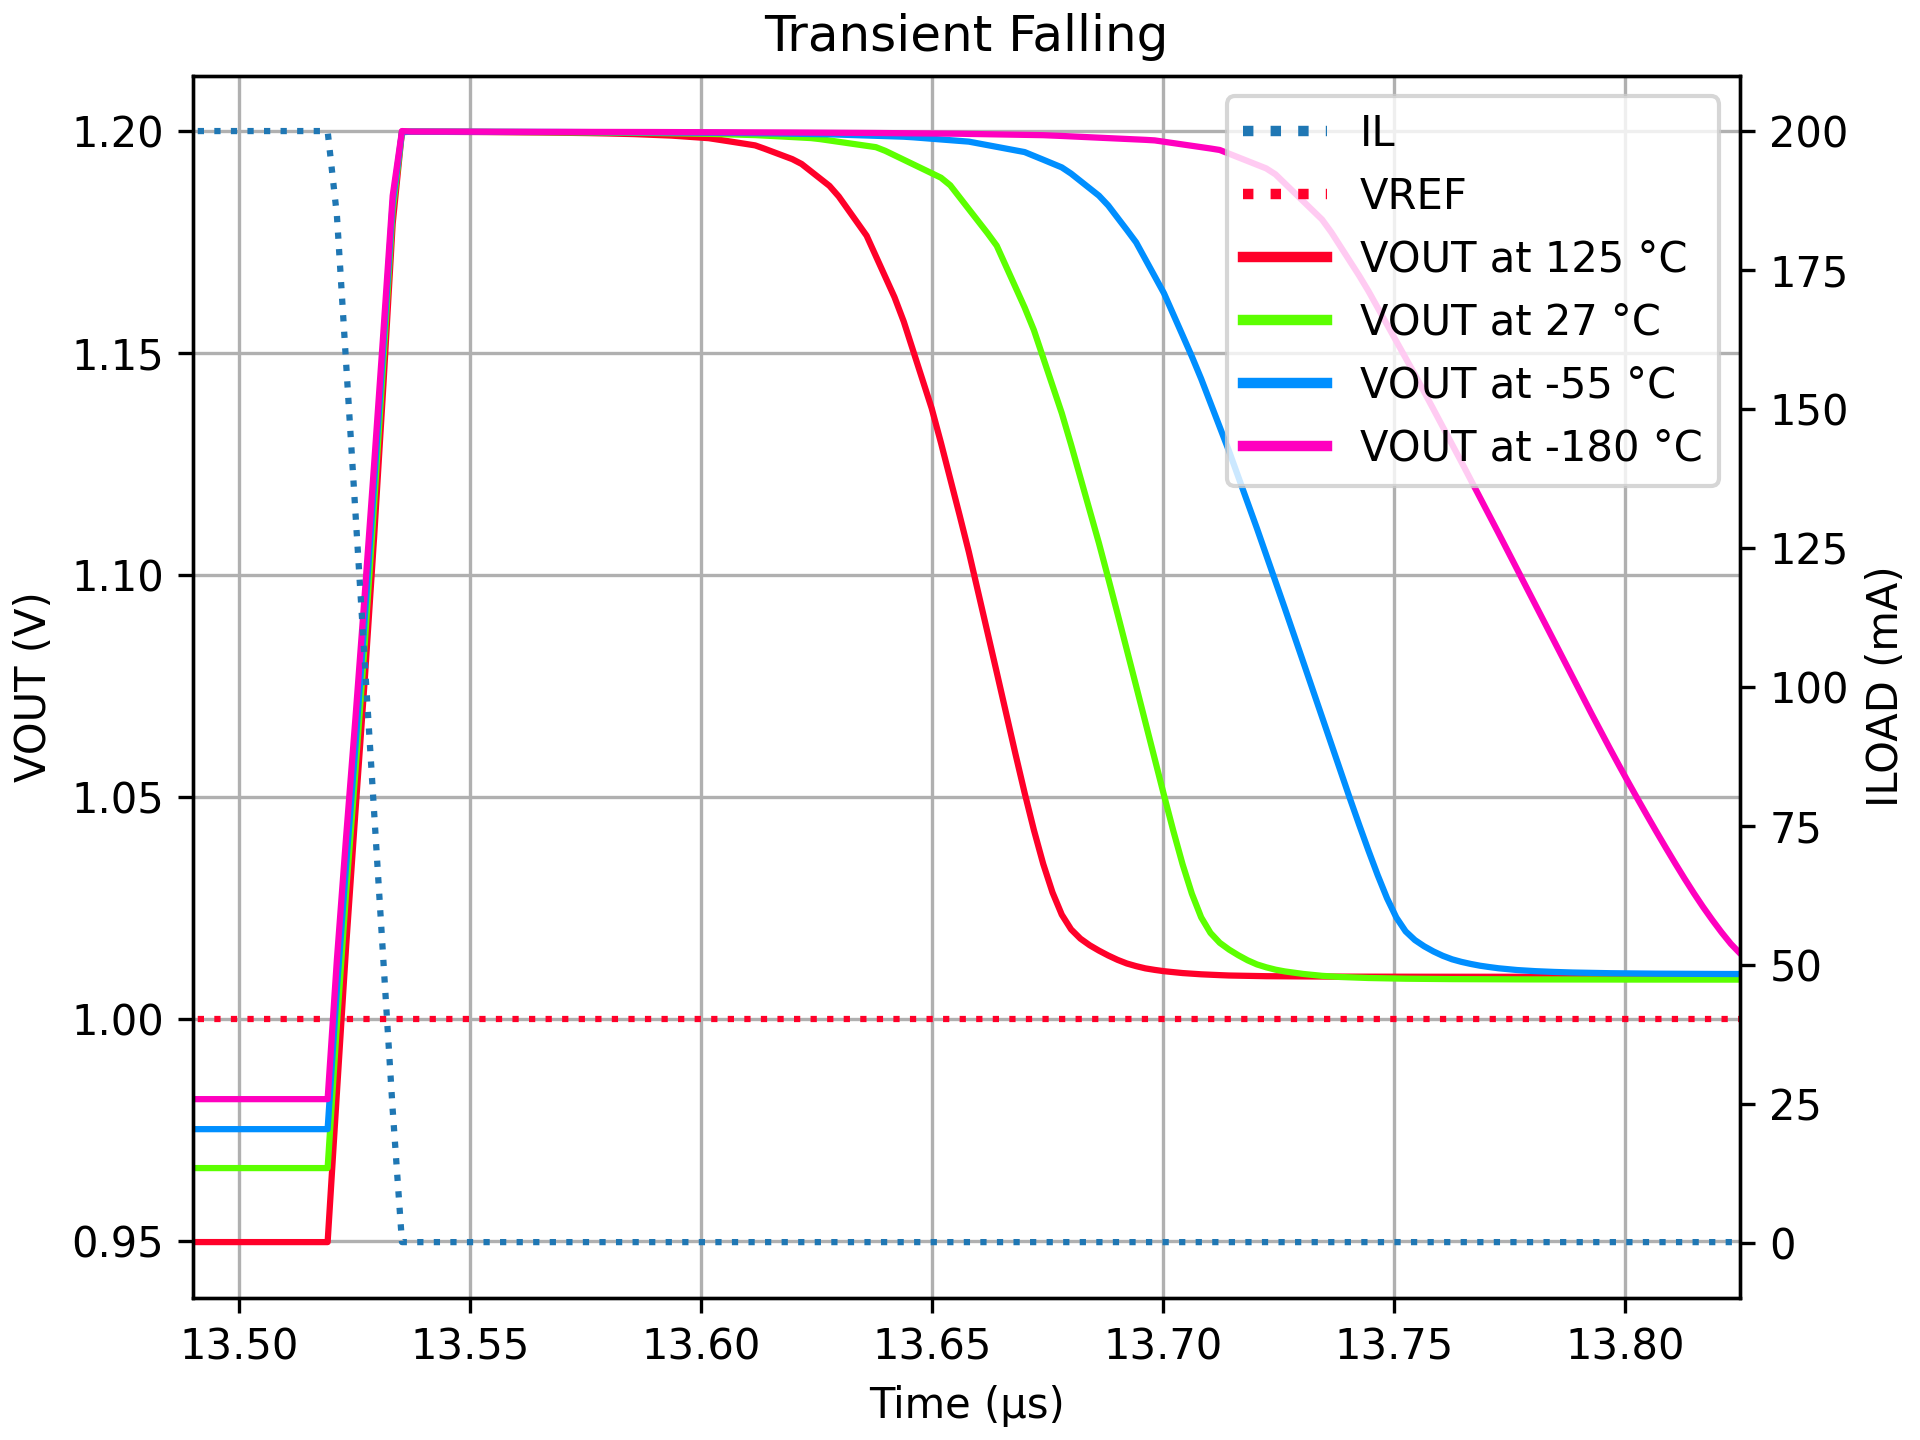 Transient Falling
VOUT (V)
1.20
1.15
1.10
1.05
1.00
0.95
IL
VREF
VOUT at 125 °C
VOUT at 27 °C
VOUT at -55 °C
VOUT at -180 °C
200
175
150
125
100
75
50
25
0
ILOAD (mA)
13.50 13.55 13.60 13.65 13.70 13.75 13.80
Time (µs)